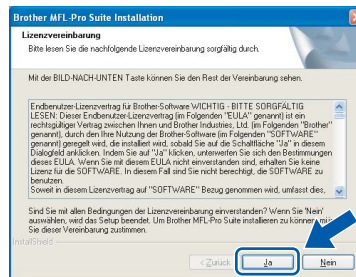 Brother MFL-Pro Suite Installation
Lizenzvereinbarung
Bitte lesen Sie die nachfolgende Lizenzvereinbarung sorgfältig durch.
Mit der BILD-NACH-UNTEN Taste können Sie den Rest der Vereinbarung sehen.
Endbenutzer-Lizenzvertrag für Brother-Software WICHTIG - BITTE SORGFÄLTIG
LESEN: Dieser Endbenutzer-Lizenzvertrag (im Folgenden "EULA" genannt) ist ein
rechtsgültiger Vertrag zwischen Ihnen und Brother Industries, Ltd. (im Folgenden "Brother"
genannt), durch den Ihre Nutzung der Brother-Software (im Folgenden "SOFTWARE"
genannt) geregelt wird, die installiert wird, sobald Sie auf die Schaltfläche "Ja" in diesem
Dialogfeld anklicken. Indem Sie auf "Ja" klicken, unterwerfen Sie sich den Bestimmungen
dieses EULA. Wenn Sie mit diesem EULA nicht einverstanden sind, erhalten Sie keine
Lizenz für die SOFTWARE. In diesem Fall sind Sie nicht berechtigt, die SOFTWARE zu
benutzen.
Soweit in diesem Lizenzvertrag auf "SOFTWARE" Bezug genommen wird, umfasst dies,
Sind Sie mit allen Bedingungen der Lizenzvereinbarung einverstanden? Wenn Sie 'Nein'
auswählen, wird das Setup beendet. Um Brother MFL-Pro Suite installieren zu können,
Sie dieser Vereinbarung zustimmen.
InstallShield
< Zurück Ja Nein